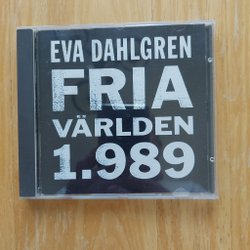 EVA DAHLGREN
FRIA
VÄRLDEN
1.989